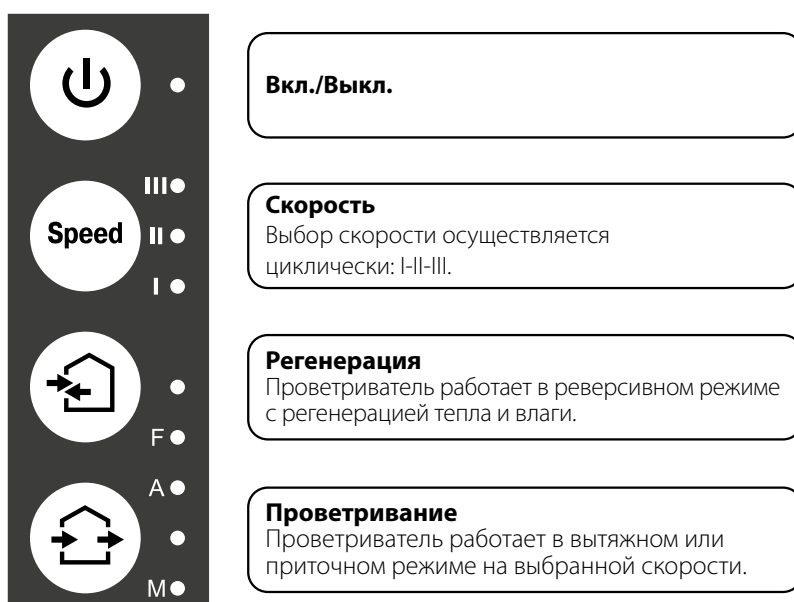 Вкл./Выкл.
III
Speed
II
I
Скорость
Выбор скорости осуществляется
циклически: I-II-III.
Регенерация
Проветриватель работает в реверсивном режиме
с регенерацией тепла и влаги.
F
A
M
Проветривание
Проветриватель работает в вытяжном или
приточном режиме на выбранной скорости.